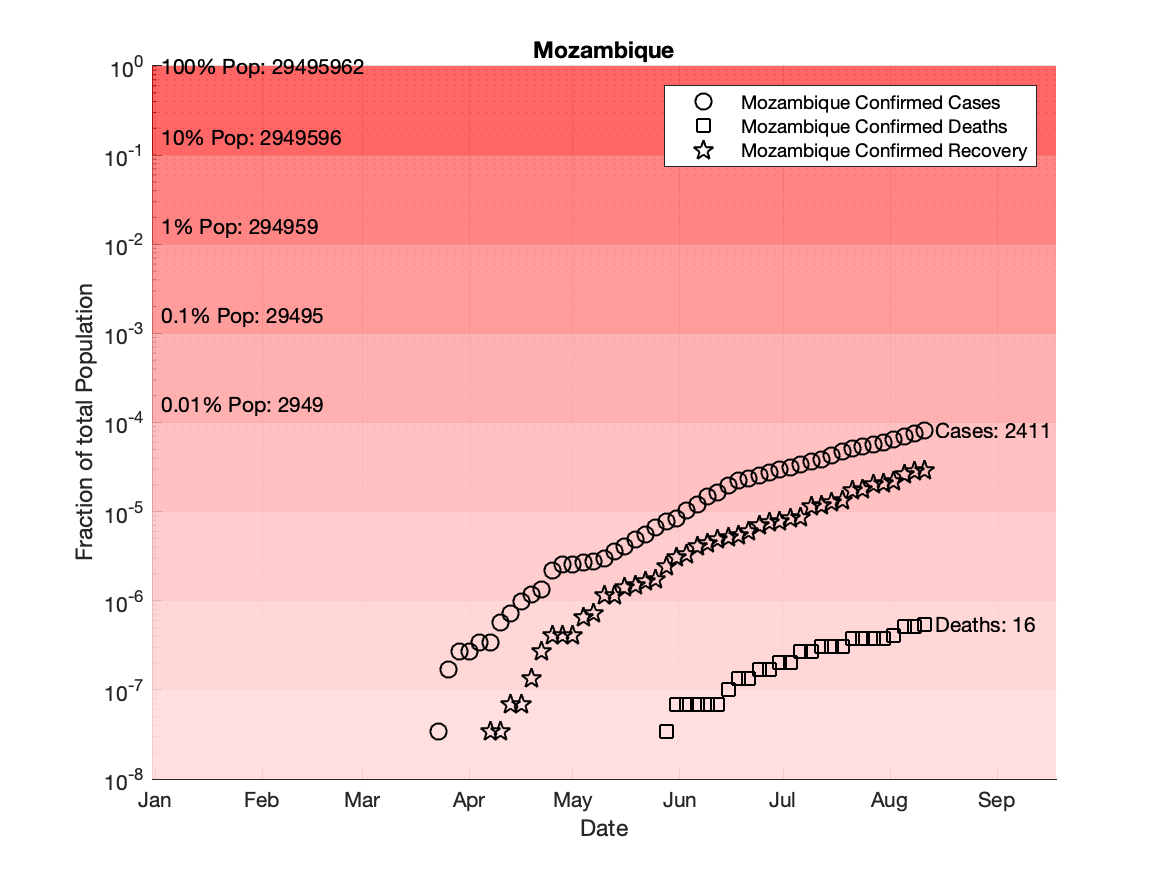 Mozambique
10^0
100% Pop: 29495962
Mozambique Confirmed Cases
Mozambique Confirmed Deaths
Mozambique Confirmed Recovery
10% Pop: 2949596
10^-1
1% Pop: 294959
10^-2
0.1% Pop: 29495
10^-3
0.01% Pop: 2949
10^-4
Cases: 2411
10^-5
10^-6
Deaths: 16
10^-7
10^-8
Fraction of total Population
Jan Feb Mar Apr May Jun Jul Aug Sep
Date